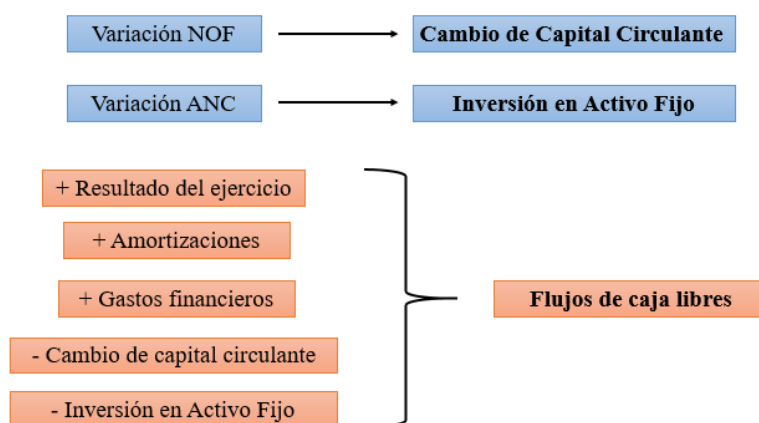 Variación NOF
Cambio de Capital Circulante
Variación ANC
Inversión en Activo Fijo
+ Resultado del ejercicio
+ Amortizaciones
+ Gastos financieros
Flujos de caja libres
- Cambio de capital circulante
- Inversión en Activo Fijo